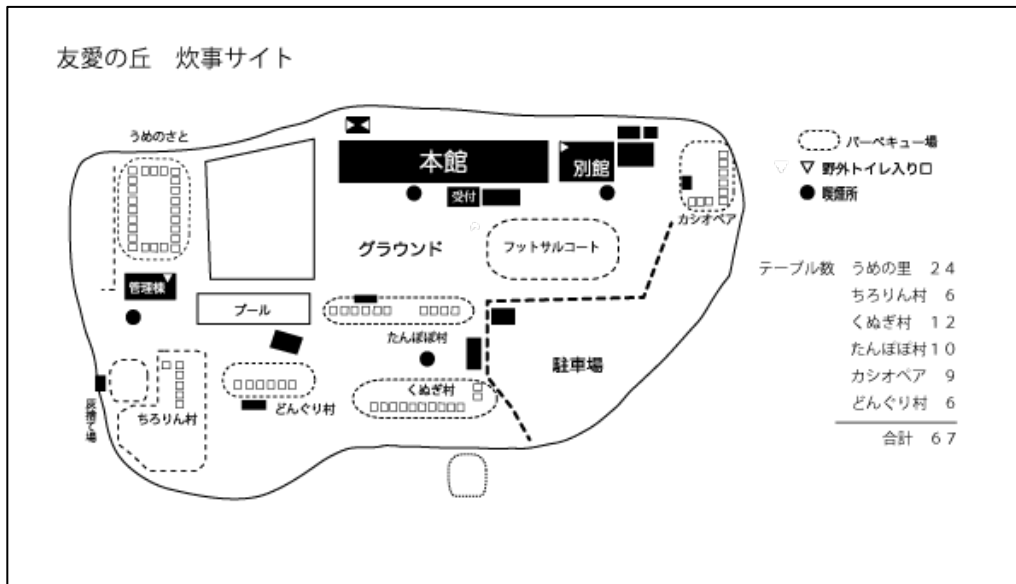 友愛の丘　炊事サイト
うめのさと
本館
別館
受付
カシオペア
グラウンド
フットサルコート
管理棟
プール
たんぽぽ村
駐車場
くぬぎ村
どんぐり村
ちろりん村
灰捨て場
バーベキュー場
▽ 野外トイレ入り口
喫煙所
テーブル数　うめの里　２４
ちろりん村　６
くぬぎ村　１２
たんぽぽ村１０
カシオペア　９
どんぐり村　６
合計　６７